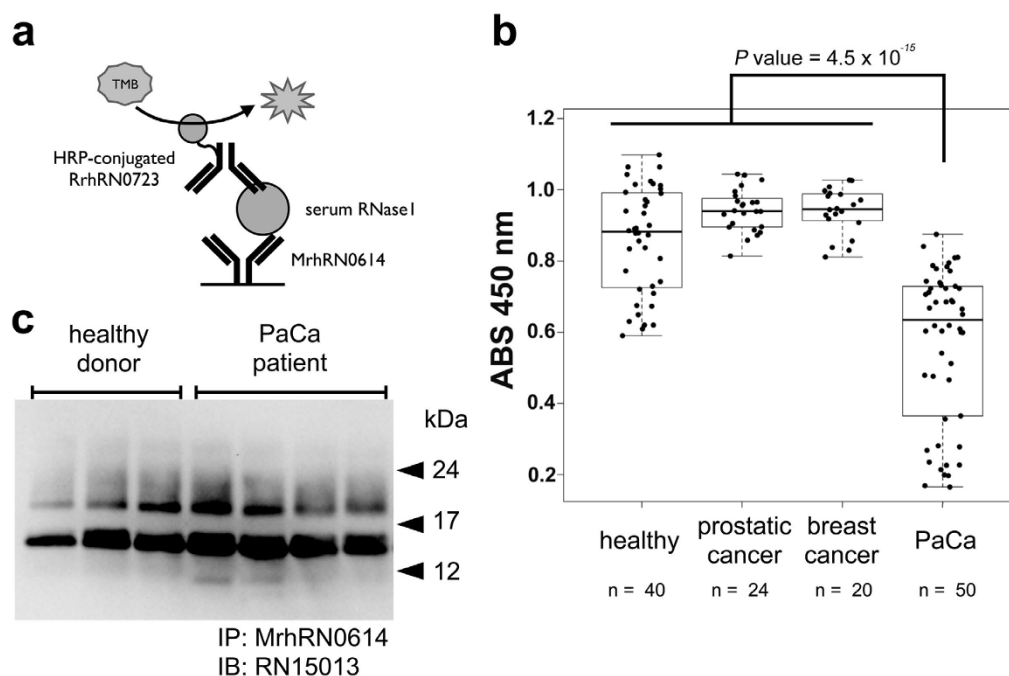 a
TMB
HRP-conjugated
RrhRN0723
serum RNase1
MrhRN0614
b
P value = 4.5 x 10-15
ABS 450 nm
1.2
1.0
0.8
0.6
0.4
0.2
healthy
prostatic
cancer
breast
cancer
PaCa
n = 40
n = 24
n = 20
n = 50
c
healthy
donor
PaCa
patient
kDa
24
17
12
IP: MrhRN0614
IB: RN15013